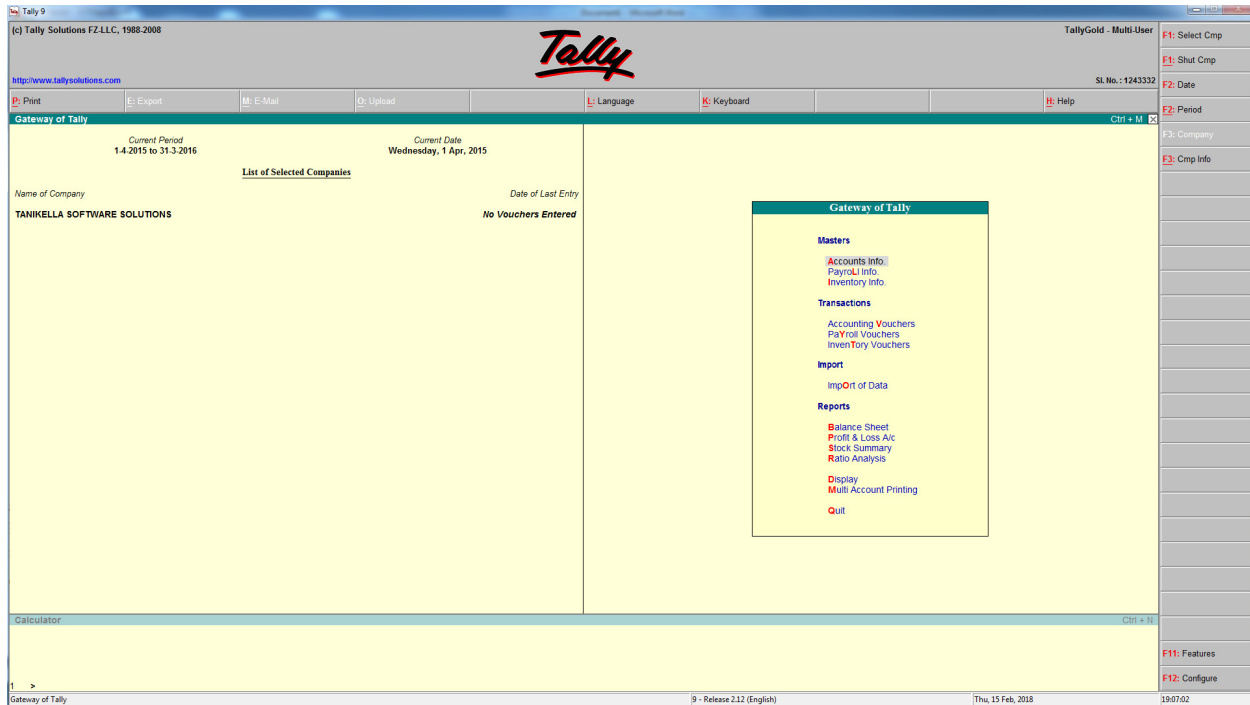 Tally 9
(c) Tally Solutions FZ-LLC, 1988-2008
Tally
TallyGold - Multi-User
http://www.tallysolutions.com
Sl. No. : 1243332
P: Print E: Export M: E-Mail O: Upload L: Language K: Keyboard H: Help
Gateway of Tally Ctrl + M
Current Period Current Date
1-4-2015 to 31-3-2016 Wednesday, 1 Apr, 2015
List of Selected Companies
Name of Company Date of Last Entry
TANIKELLA SOFTWARE SOLUTIONS No Vouchers Entered
Gateway of Tally
Masters
Accounts Info.
PayroLl Info.
Inventory Info.
Transactions
Accounting Vouchers
PaYroll Vouchers
InvenTory Vouchers
Import
ImpOrt of Data
Reports
Balance Sheet
Profit & Loss A/c
Stock Summary
Ratio Analysis
Display
Multi Account Printing
Quit
F1: Select Cmp
F1: Shut Cmp
F2: Date
F2: Period
F3: Company
F3: Cmp Info
F11: Features
F12: Configure
Calculator Ctrl + N
1 >
Gateway of Tally 9 - Release 2.12 (English) Thu, 15 Feb, 2018 19:07:02